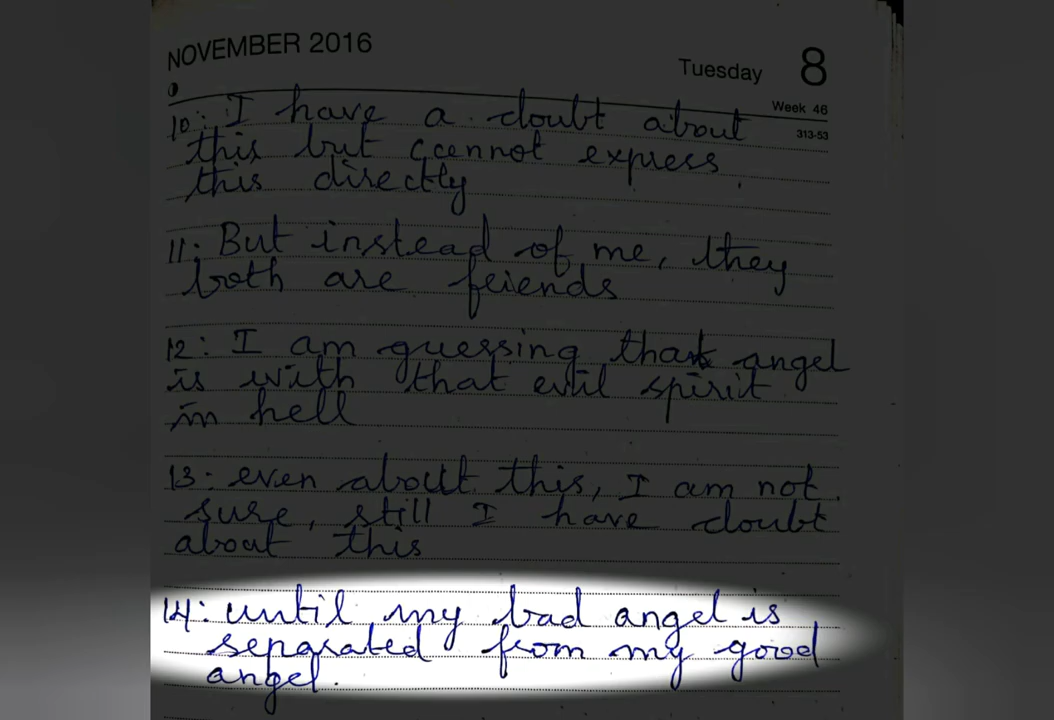 NOVEMBER 2016
Tuesday 8
Week 46
313-53
10: I have a doubt about
this but ccennot express
this directly
11: But instead of me, they
both are feiends
12: I am guessing that angel
is with that evil spirit
in hell
13: even about this, I am not
sure, still I have doubt
about this
14: until my bad angel is
separated from my good
angel.